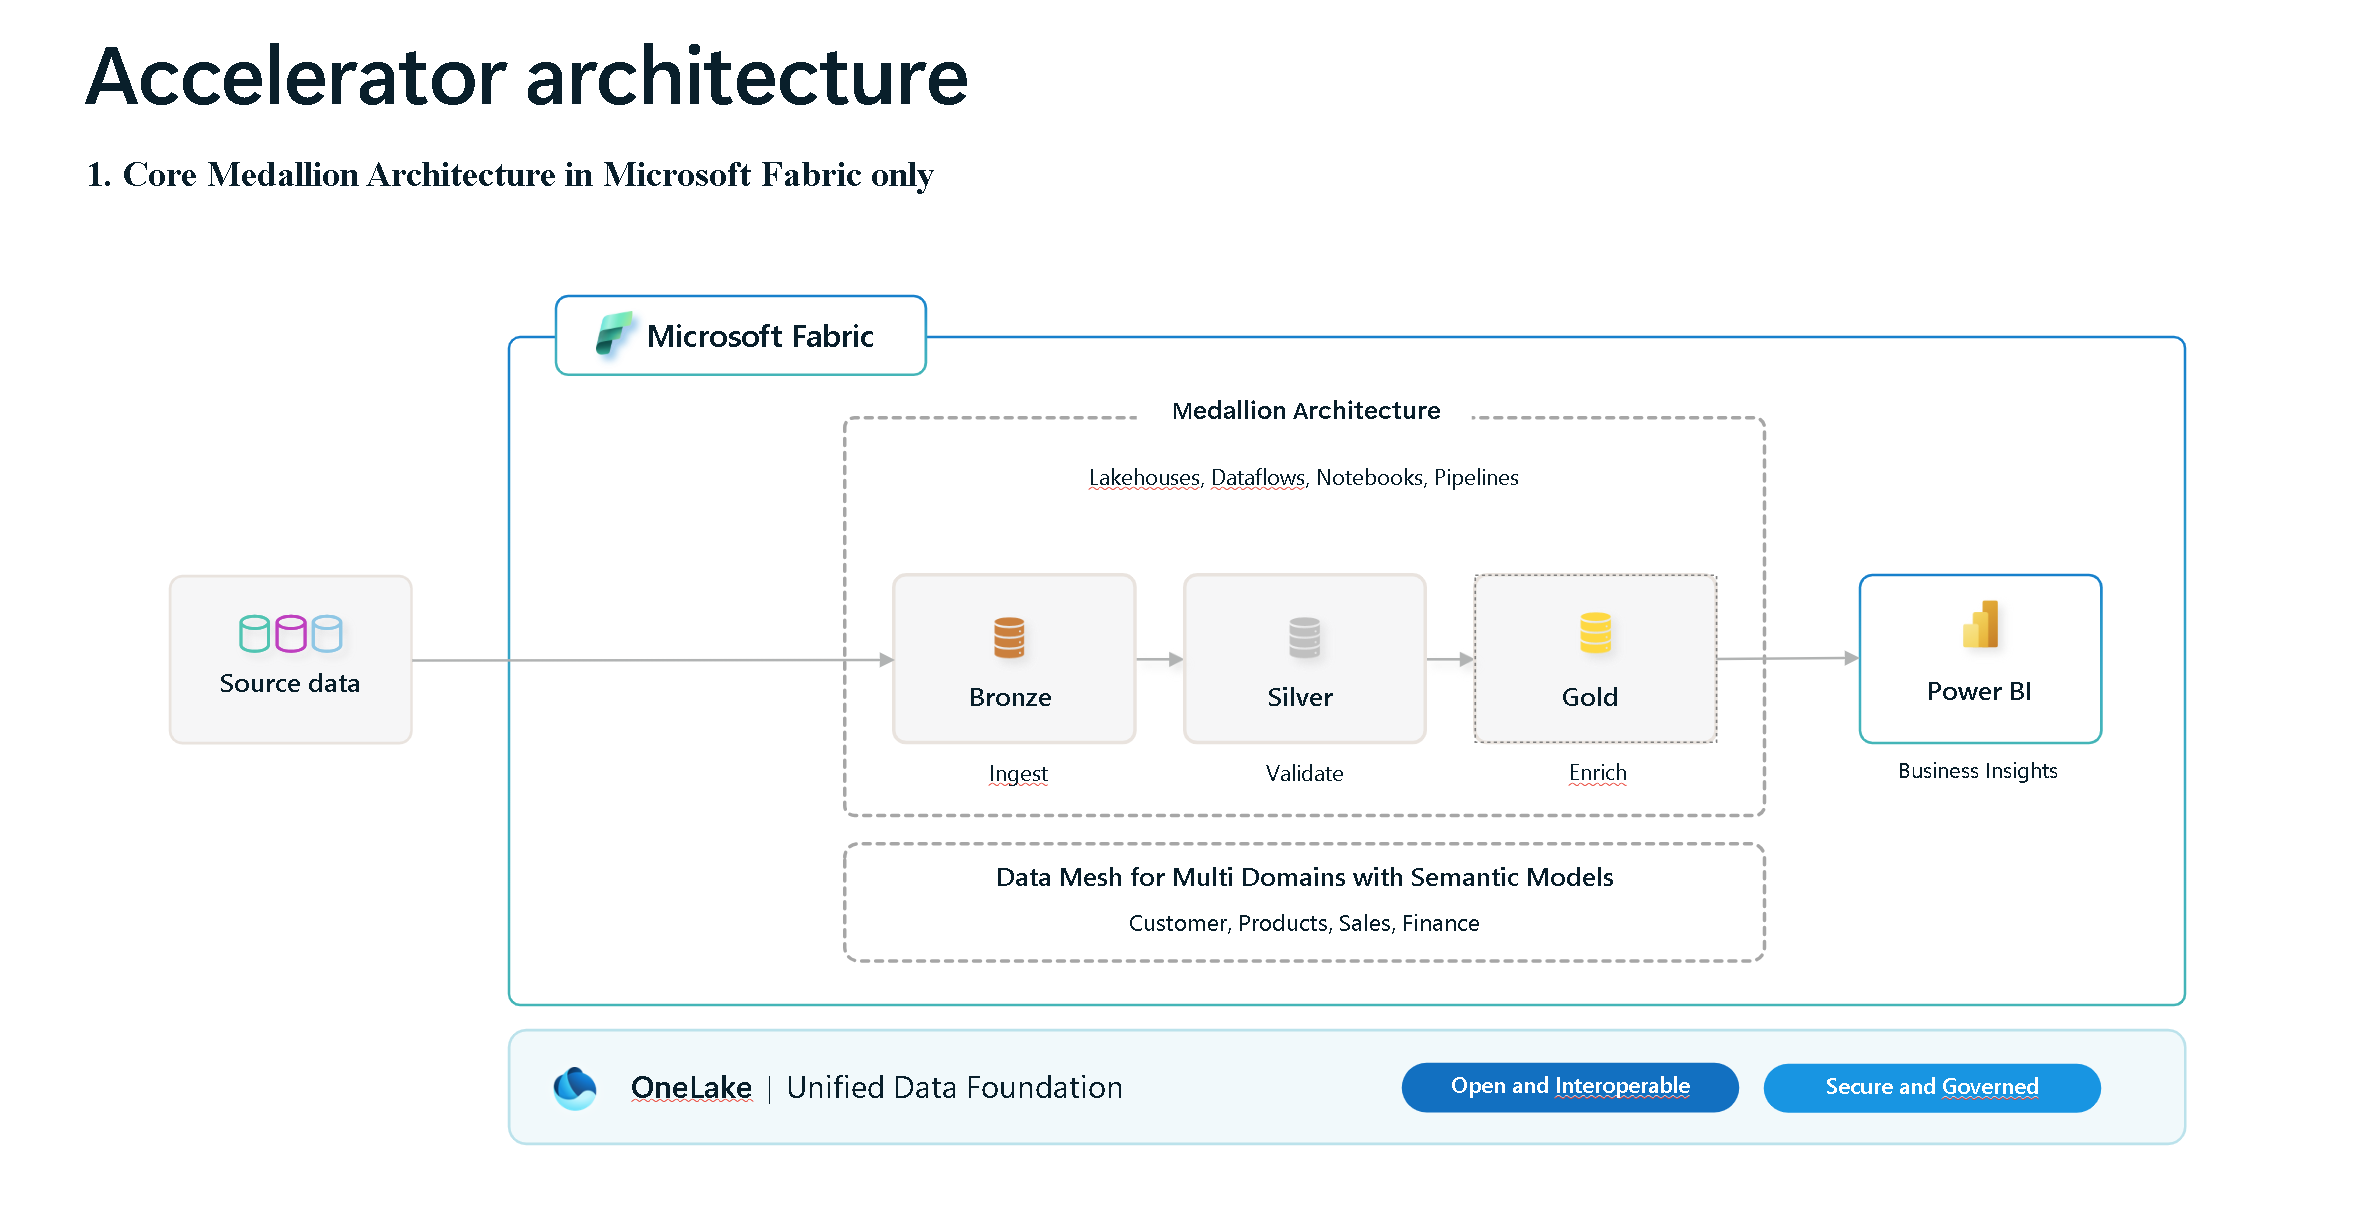 Accelerator architecture
1. Core Medallion Architecture in Microsoft Fabric only
Microsoft Fabric
Medallion Architecture
Lakehouses, Dataflows, Notebooks, Pipelines
Source data
Bronze
Silver
Gold
Power BI
Ingest
Validate
Enrich
Business Insights
Data Mesh for Multi Domains with Semantic Models
Customer, Products, Sales, Finance
OneLake | Unified Data Foundation
Open and Interoperable
Secure and Governed